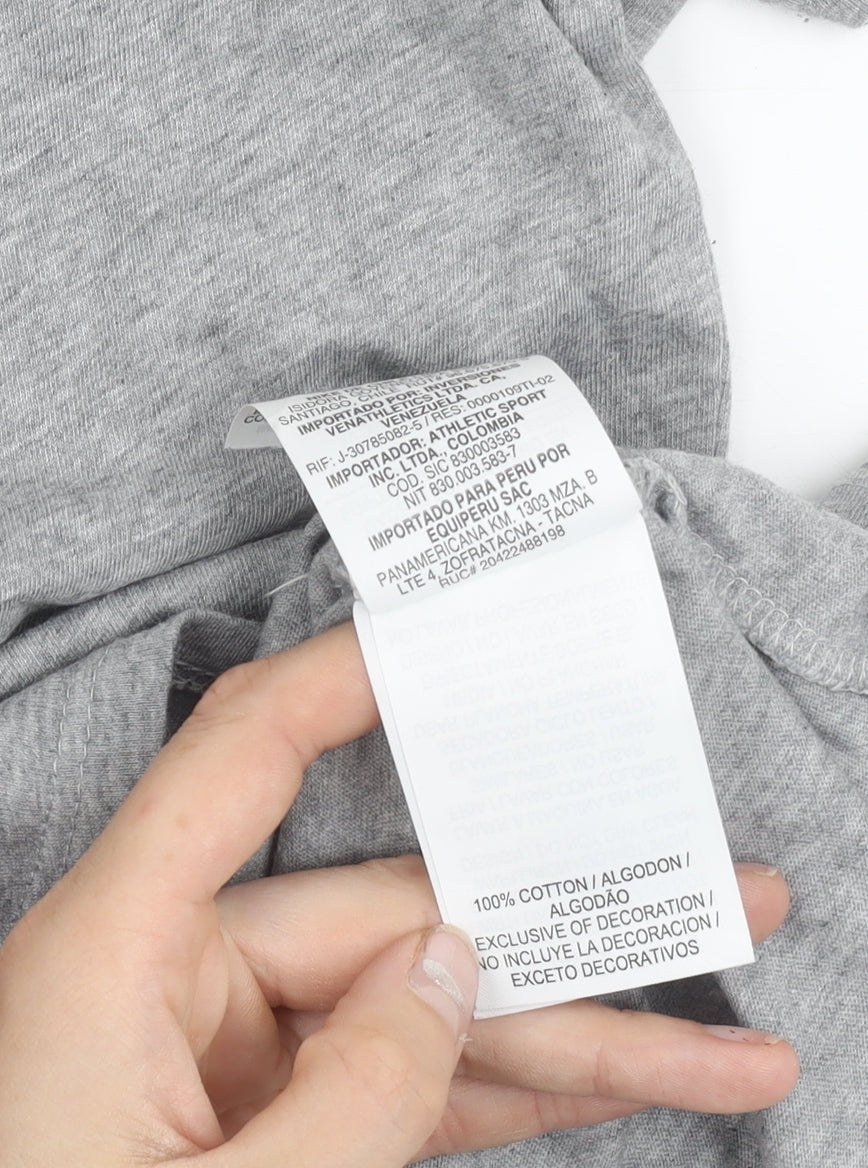 SANTIAGO, CHILE.
IMPORTADO POR: INVERSIONES
VENATHLETICS LTDA. CA.
VENEZUELA
RIF: J-30785082-5 / RES: 0000109TI-02
IMPORTADOR: ATHLETIC SPORT
INC. LTDA., COLOMBIA
COD. S/C 830003583
NIT 830.003.583-7
IMPORTADO PARA PERU POR
EQUIPERU SAC
PANAMERICANA KM. 1303 MZA. B
LTE 4, ZOFRATACNA - TACNA
RUC# 20422488198
100% COTTON / ALGODON /
ALGODÃO
EXCLUSIVE OF DECORATION /
NO INCLUYE LA DECORACION /
EXCETO DECORATIVOS